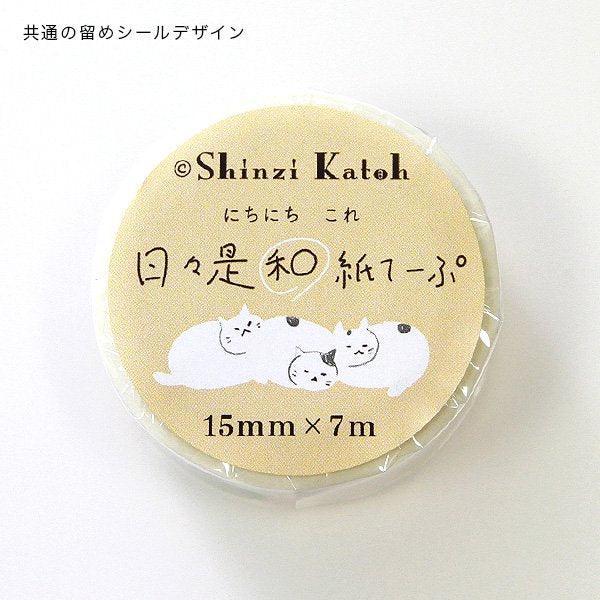 共通の留めシールデザイン
©Shinzi Katoh
にちにち これ
日々是和紙てーぷ
15mm×7m